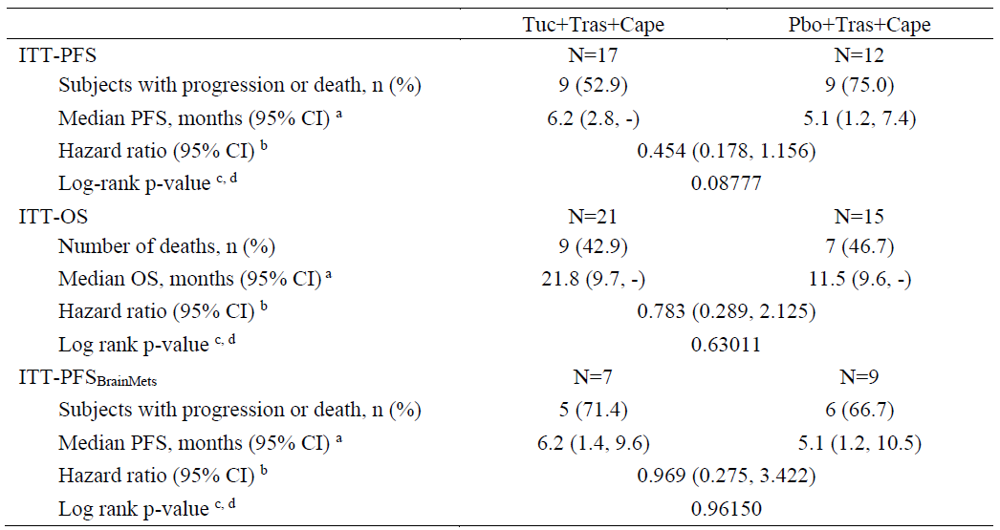 Tuc+Tras+Cape Pbo+Tras+Cape
ITT-PFS N=17 N=12
Subjects with progression or death, n (%) 9 (52.9) 9 (75.0)
Median PFS, months (95% CI) a 6.2 (2.8, -) 5.1 (1.2, 7.4)
Hazard ratio (95% CI) b 0.454 (0.178, 1.156)
Log-rank p-value c, d 0.08777
ITT-OS N=21 N=15
Number of deaths, n (%) 9 (42.9) 7 (46.7)
Median OS, months (95% CI) a 21.8 (9.7, -) 11.5 (9.6, -)
Hazard ratio (95% CI) b 0.783 (0.289, 2.125)
Log rank p-value c, d 0.63011
ITT-PFSBrainMets N=7 N=9
Subjects with progression or death, n (%) 5 (71.4) 6 (66.7)
Median PFS, months (95% CI) a 6.2 (1.4, 9.6) 5.1 (1.2, 10.5)
Hazard ratio (95% CI) b 0.969 (0.275, 3.422)
Log rank p-value c, d 0.96150